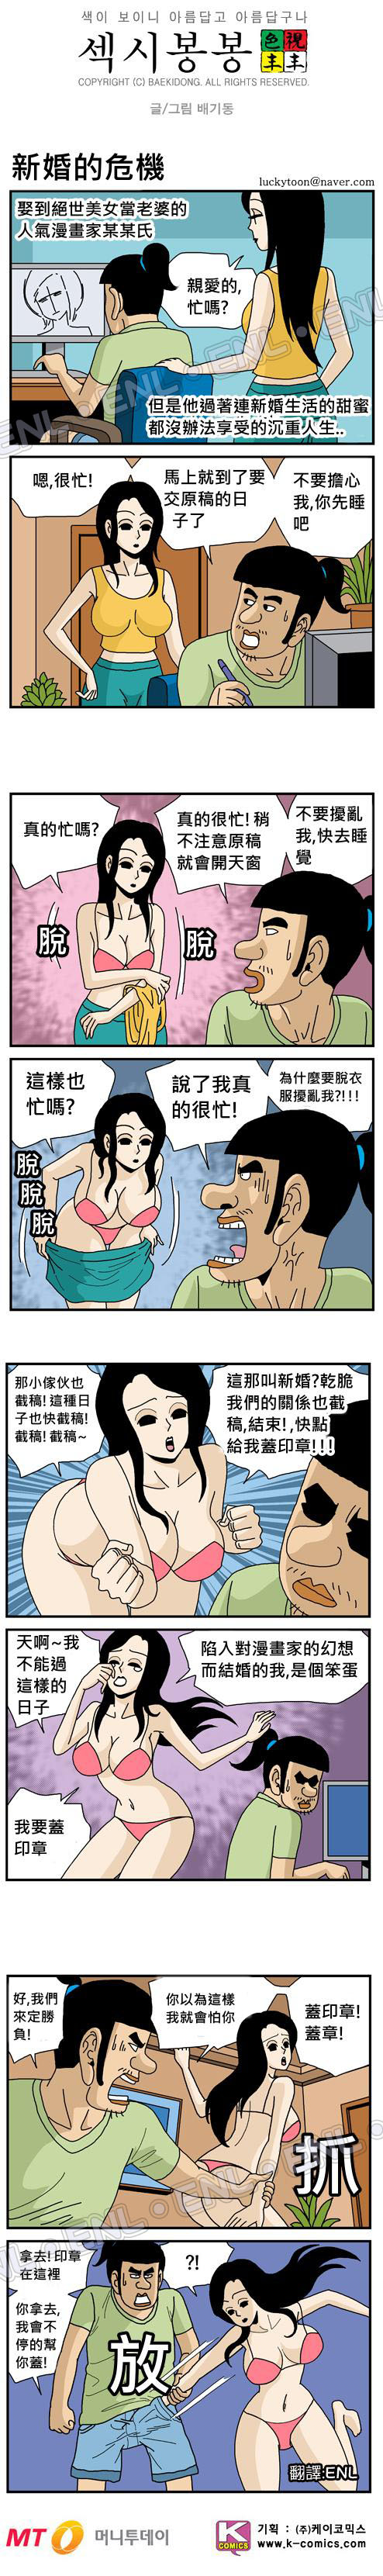 색이 보이니 아름답고 아름답구나
섹시봉봉
色視
丰丰
COPYRIGHT (C) BAEKIDONG. ALL RIGHTS RESERVED.
글/그림 배기동
新婚的危機
luckytoon@naver.com
娶到絕世美女當老婆的
人氣漫畫家某某氏
親愛的,
忙嗎?
但是他過著連新婚生活的甜蜜
都沒辦法享受的沉重人生..
嗯,很忙!
馬上就到了要
交原稿的日
子了
不要擔心
我,你先睡
吧
真的忙嗎?
真的很忙! 稍
不注意原稿
就會開天窗
不要擾亂
我,快去睡
覺
脫
脫
這樣也
忙嗎?
說了我真
的很忙!
為什麼要脫衣
服擾亂我?!!!
脫
脫
脫
那小傢伙也
截稿! 這種日
子也快截稿!
截稿! 截稿~
這那叫新婚?乾脆
我們的關係也截
稿,結束! ,快點
給我蓋印章!!!
天啊~我
不能過
這樣的
日子
陷入對漫畫家的幻想
而結婚的我,是個笨蛋
我要蓋
印章
好,我們
來定勝
負!
你以為這樣
我就會怕你
蓋印章!
蓋章!
抓
拿去! 印章
在這裡
?!
你拿去,
我會不
停的幫
你蓋!
放
翻譯:ENL
MT 머니투데이
K COMICS
기획 : (주)케이코믹스
www.k-comics.com